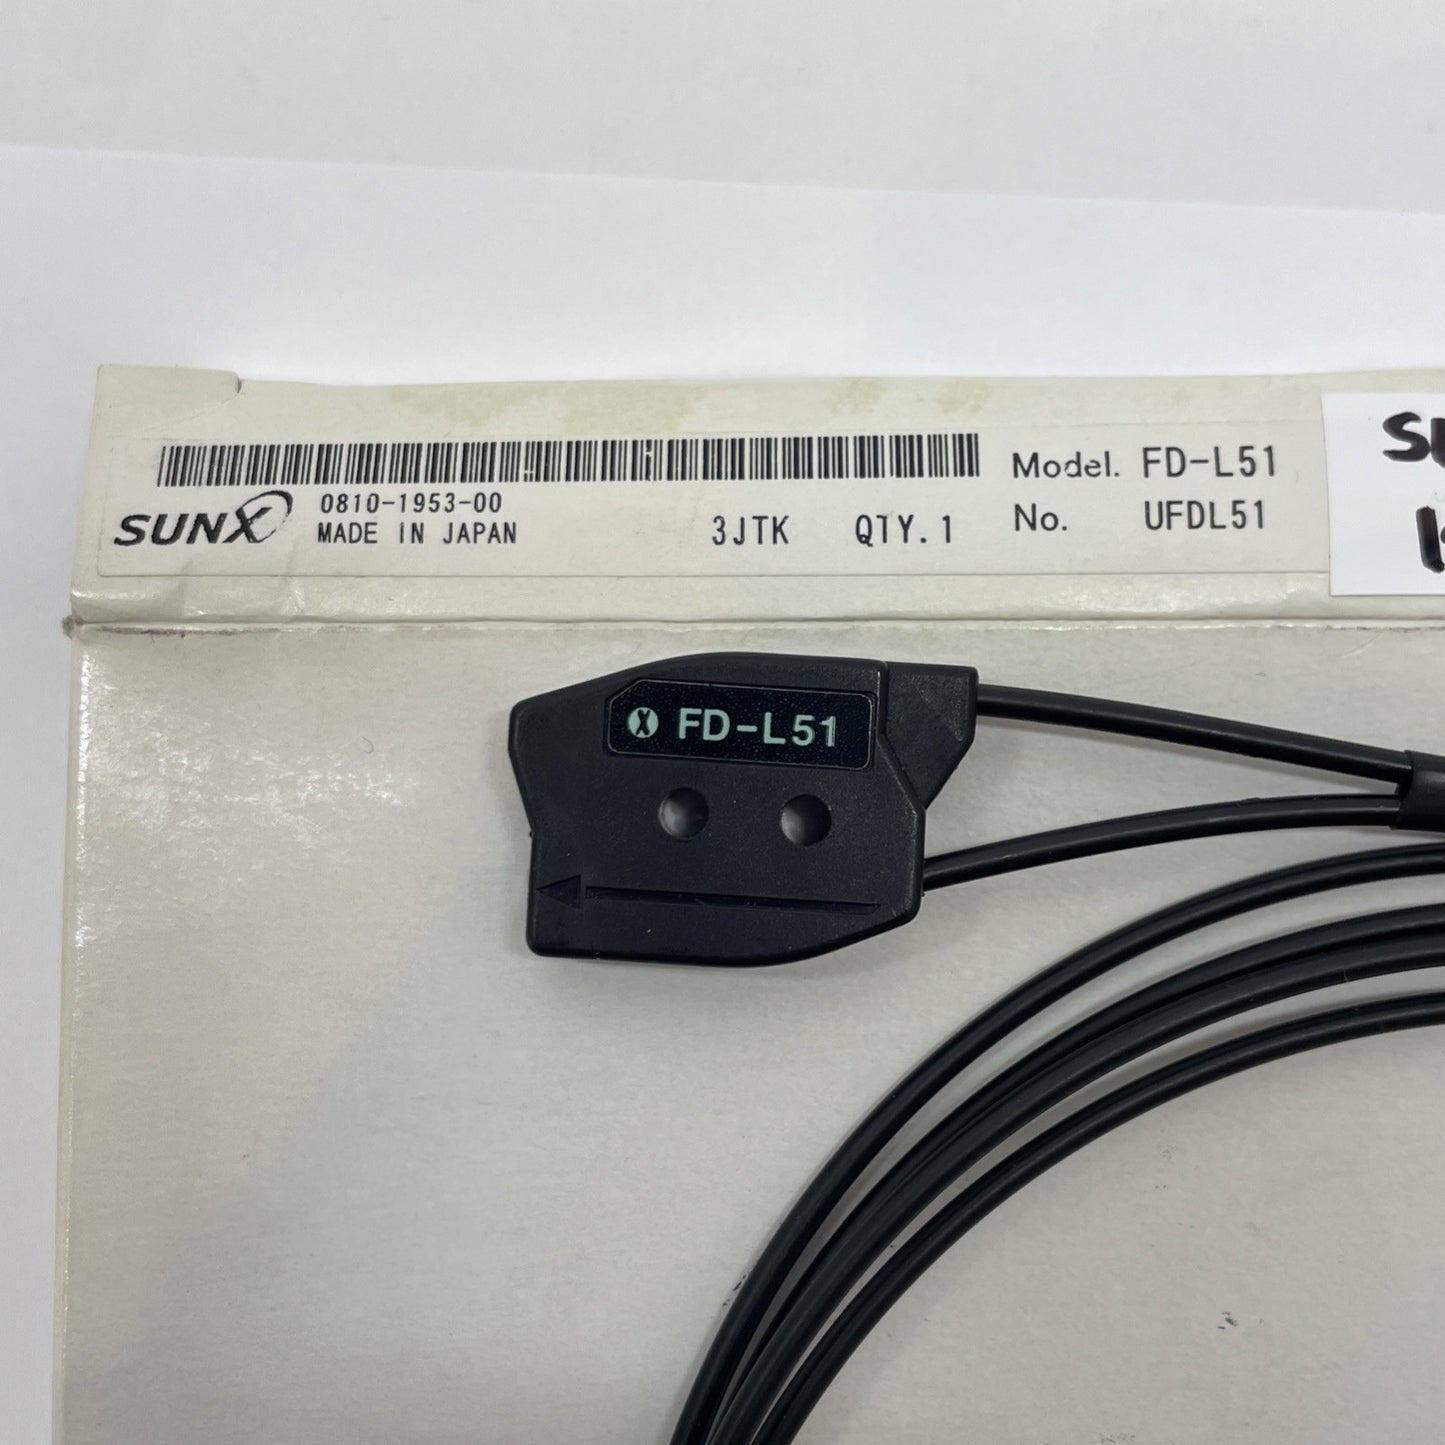 0810-1953-00
SUNX
MADE IN JAPAN
3JTK QTY.1
Model. FD-L51
No. UFDL51
FD-L51